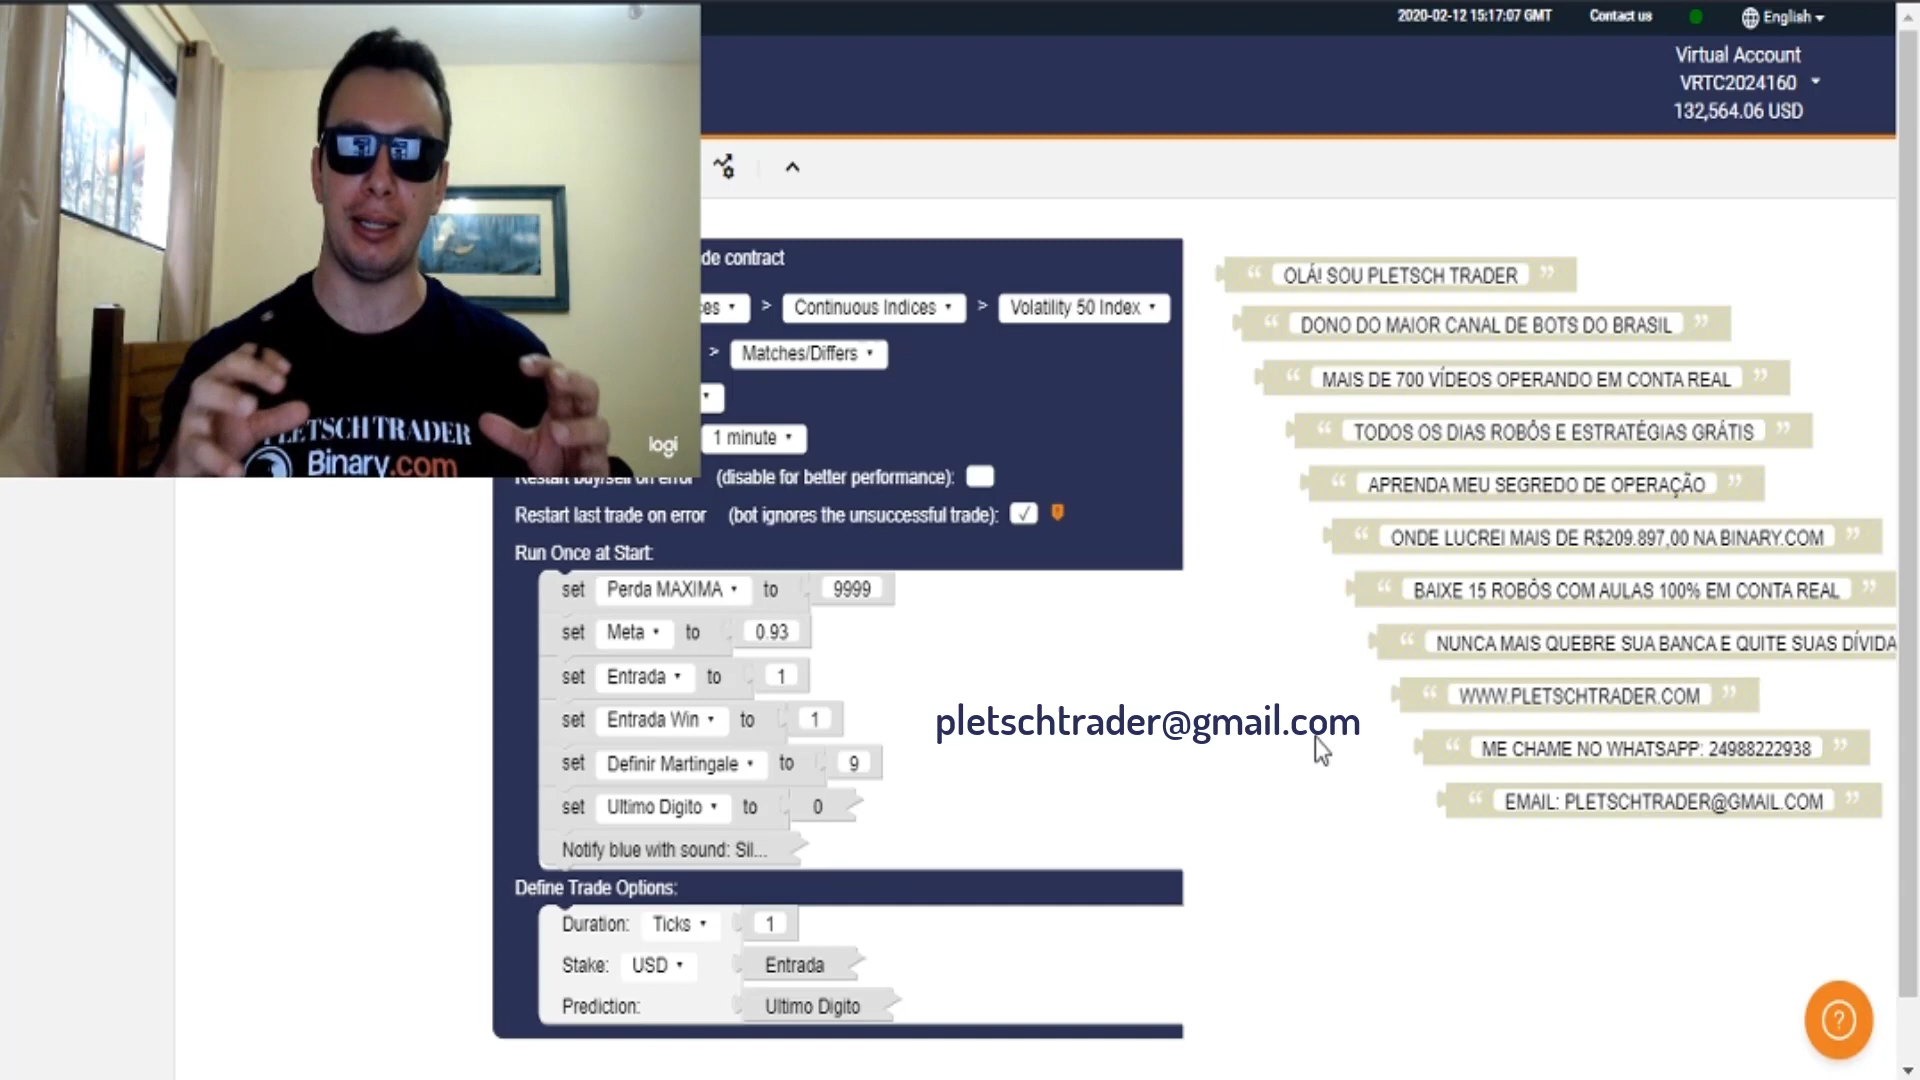 2020-02-12 15:17:07 GMT
Contact us
English
Virtual Account
VRTC2024160
132,564.06 USD
PLETSCH TRADER
Binary.com
logi
de contract
Continuous Indices > Volatility 50 Index
> Matches/Differs
1 minute
Restart buy/sell on error (disable for better performance):
Restart last trade on error (bot ignores the unsuccessful trade):
Run Once at Start:
set Perda MAXIMA to 9999
set Meta to 0.93
set Entrada to 1
set Entrada Win to 1
set Definir Martingale to 9
set Ultimo Digito to 0
Notify blue with sound: Sil...
Define Trade Options:
Duration: Ticks 1
Stake: USD Entrada
Prediction: Ultimo Digito
pletschtrader@gmail.com
“ OLÁ! SOU PLETSCH TRADER ”
“ DONO DO MAIOR CANAL DE BOTS DO BRASIL ”
“ MAIS DE 700 VÍDEOS OPERANDO EM CONTA REAL ”
“ TODOS OS DIAS ROBÔS E ESTRATÉGIAS GRÁTIS ”
“ APRENDA MEU SEGREDO DE OPERAÇÃO ”
“ ONDE LUCREI MAIS DE R$209.897,00 NA BINARY.COM ”
“ BAIXE 15 ROBÔS COM AULAS 100% EM CONTA REAL ”
“ NUNCA MAIS QUEBRE SUA BANCA E QUITE SUAS DÍVIDA
“ WWW.PLETSCHTRADER.COM ”
“ ME CHAME NO WHATSAPP: 24988222938 ”
“ EMAIL: PLETSCHTRADER@GMAIL.COM ”